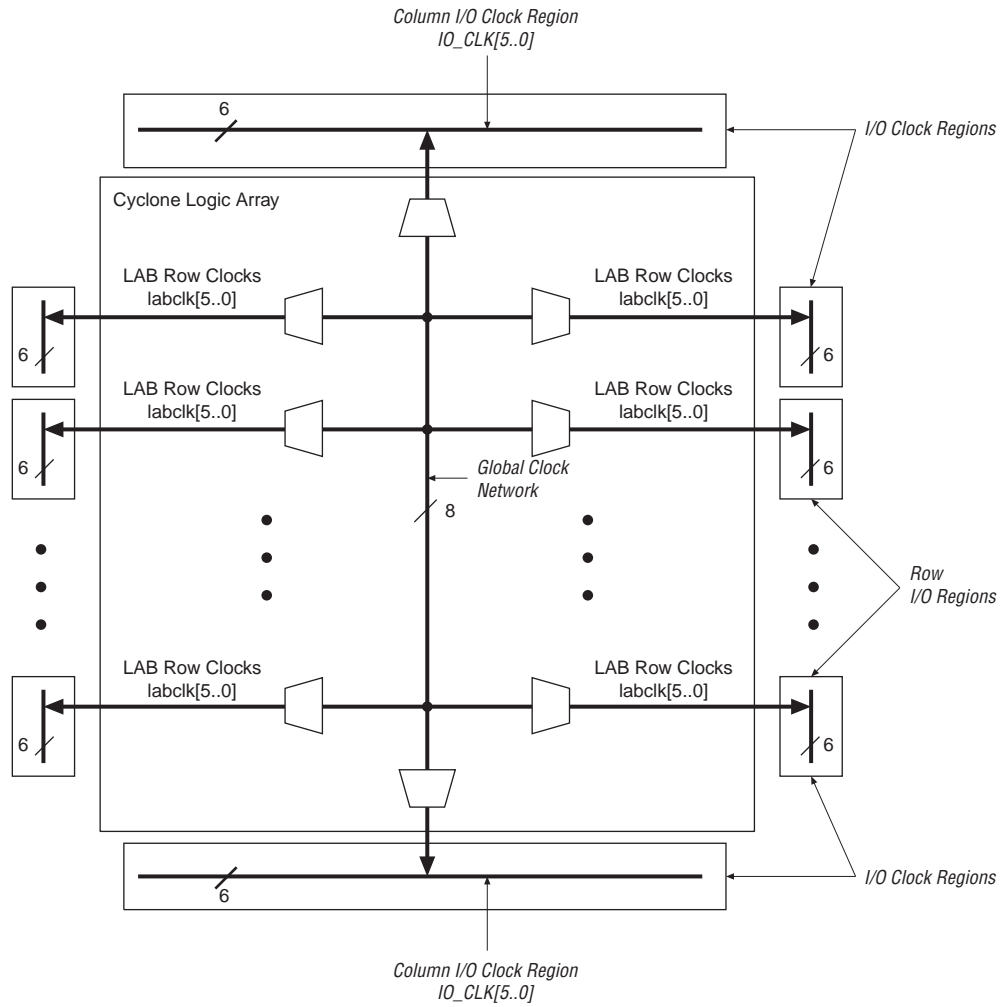 Column I/O Clock Region
IO_CLK[5..0]
6
I/O Clock Regions
Cyclone Logic Array
LAB Row Clocks
labclk[5..0]
LAB Row Clocks
labclk[5..0]
6
6
LAB Row Clocks
labclk[5..0]
LAB Row Clocks
labclk[5..0]
6
6
Global Clock
Network
8
Row
I/O Regions
LAB Row Clocks
labclk[5..0]
LAB Row Clocks
labclk[5..0]
6
6
6
I/O Clock Regions
Column I/O Clock Region
IO_CLK[5..0]